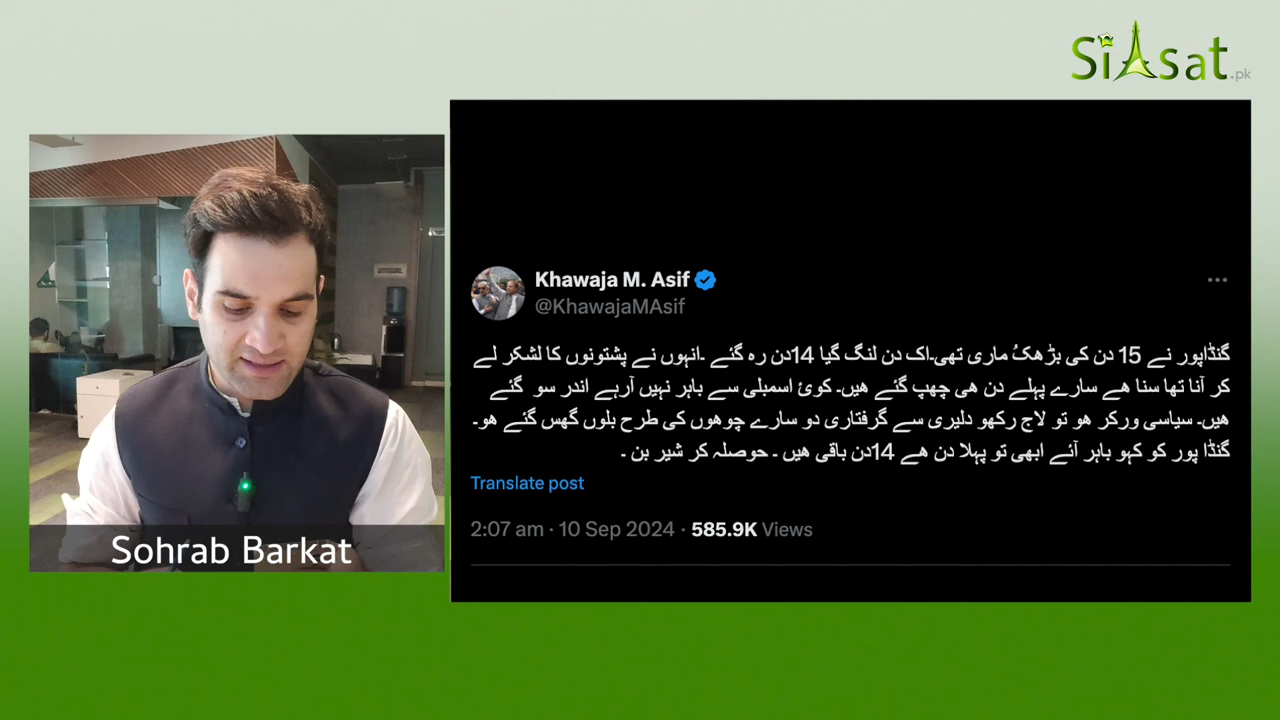 SiAsat.pk
Khawaja M. Asif
@KhawajaMAsif
گنڈاپور نے 15 دن کی بڑھکُ ماری تھی۔اک دن لنگ گیا 14دن رہ گئے ۔انہوں نے پشتونوں کا لشکر لے
کر آنا تھا سنا ھے سارے پہلے دن ھی چھپ گئے ھیں۔ کوئ اسمبلی سے باہر نہیں آرہے اندر سو گئے
ھیں۔ سیاسی ورکر ھو تو لاج رکھو دلیری سے گرفتاری دو سارے چوھوں کی طرح بلوں گھس گئے ھو۔
گنڈا پور کو کہو باہر آئے ابھی تو پہلا دن ھے 14دن باقی ھیں ۔ حوصلہ کر شیر بن ۔
Translate post
2:07 am · 10 Sep 2024 · 585.9K Views
Sohrab Barkat